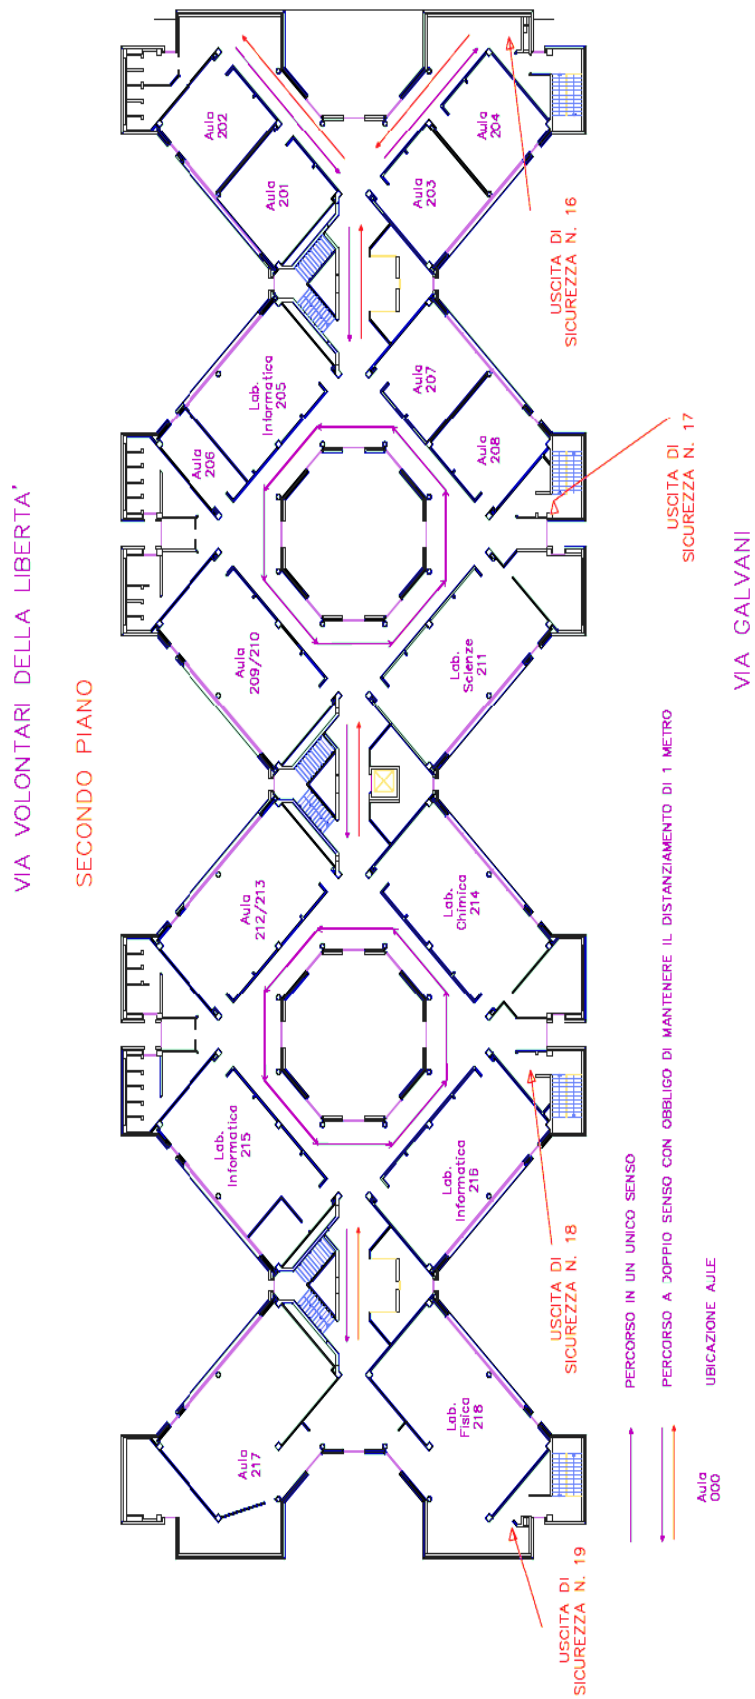 VIA VOLONTARI DELLA LIBERTA'
SECONDO PIANO
Aula
202
Aula
201
Aula
204
Aula
203
USCITA DI
SICUREZZA N. 16
Lab.
Informatica
205
Aula
206
Aula
207
Aula
208
USCITA DI
SICUREZZA N. 17
Aula
209/210
Lab.
Scienze
211
VIA GALVANI
Aula
212/213
Lab.
Chimica
214
Lab.
Informatica
215
Lab.
Informatica
216
USCITA DI
SICUREZZA N. 18
Aula
217
Lab.
Fisica
218
USCITA DI
SICUREZZA N. 19
PERCORSO IN UN UNICO SENSO
PERCORSO A DOPPIO SENSO CON OBBLIGO DI MANTENERE IL DISTANZIAMENTO DI 1 METRO
Aula
000
UBICAZIONE AULE